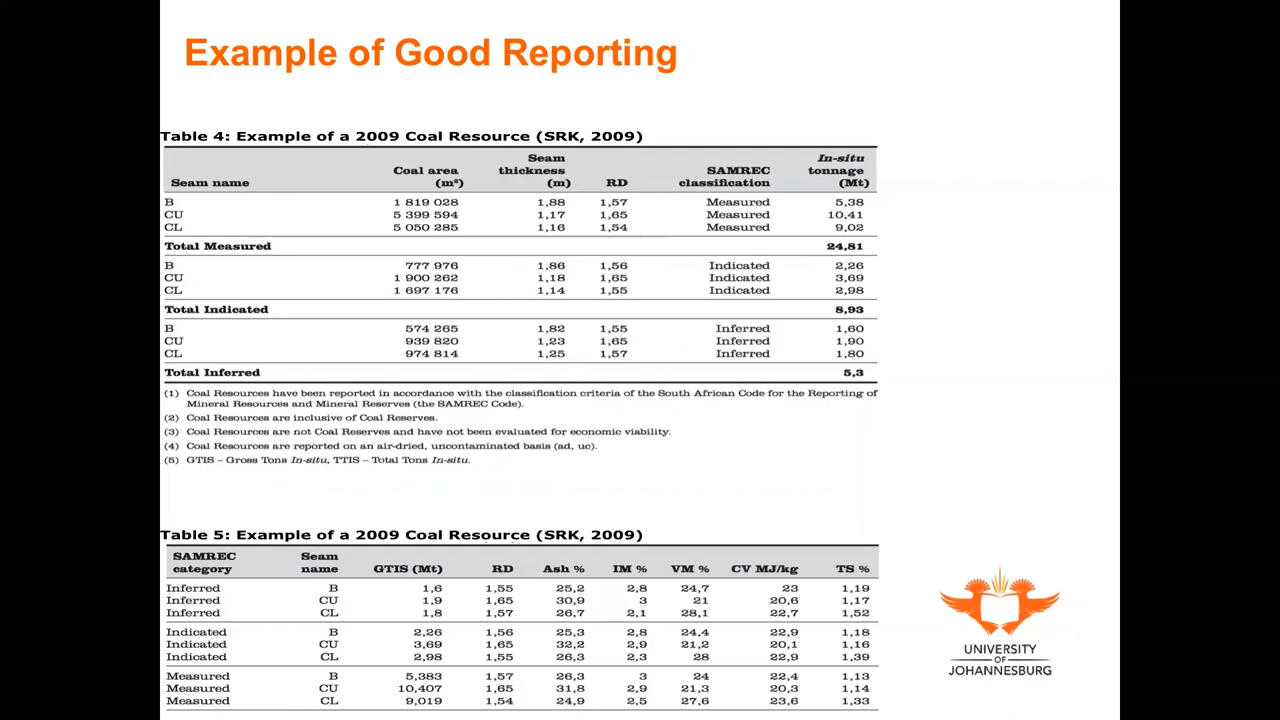 Example of Good Reporting
Table 4: Example of a 2009 Coal Resource (SRK, 2009)
Seam name Coal area (m²) Seam thickness (m) RD SAMREC classification In-situ tonnage (Mt)
B 1 819 028 1,88 1,57 Measured 5,38
CU 5 399 594 1,17 1,65 Measured 10,41
CL 5 050 285 1,16 1,54 Measured 9,02
Total Measured 24,81
B 777 976 1,86 1,56 Indicated 2,26
CU 1 900 262 1,18 1,65 Indicated 3,69
CL 1 697 176 1,14 1,55 Indicated 2,98
Total Indicated 8,93
B 574 265 1,82 1,55 Inferred 1,60
CU 939 820 1,23 1,65 Inferred 1,90
CL 974 814 1,25 1,57 Inferred 1,80
Total Inferred 5,3
(1) Coal Resources have been reported in accordance with the classification criteria of the South African Code for the Reporting of
Mineral Resources and Mineral Reserves (the SAMREC Code).
(2) Coal Resources are inclusive of Coal Reserves.
(3) Coal Resources are not Coal Reserves and have not been evaluated for economic viability.
(4) Coal Resources are reported on an air-dried, uncontaminated basis (ad, uc).
(5) GTIS – Gross Tons In-situ, TTIS – Total Tons In-situ.
Table 5: Example of a 2009 Coal Resource (SRK, 2009)
SAMREC category Seam name GTIS (Mt) RD Ash % IM % VM % CV MJ/kg TS %
Inferred B 1,6 1,55 25,2 2,8 24,7 23 1,19
Inferred CU 1,9 1,65 30,9 3 21 20,6 1,17
Inferred CL 1,8 1,57 26,7 2,1 28,1 22,7 1,52
Indicated B 2,26 1,56 25,3 2,8 24,4 22,9 1,18
Indicated CU 3,69 1,65 32,2 2,9 21,2 20,1 1,16
Indicated CL 2,98 1,55 26,3 2,3 28 22,9 1,39
Measured B 5,383 1,57 26,3 3 24 22,4 1,13
Measured CU 10,407 1,65 31,8 2,9 21,3 20,3 1,14
Measured CL 9,019 1,54 24,9 2,5 27,6 23,6 1,33
UNIVERSITY
OF
JOHANNESBURG